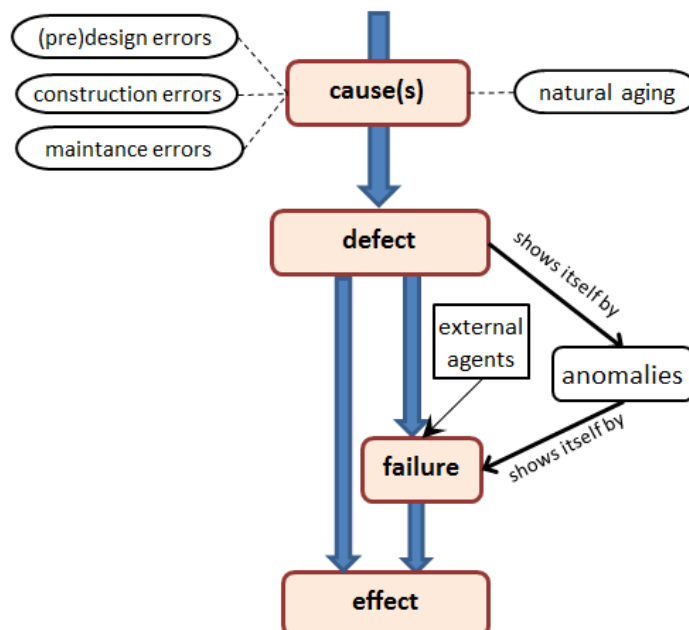 (pre)design errors
construction errors
maintance errors
cause(s)
natural aging
defect
shows itself by
external
agents
anomalies
failure
shows itself by
effect